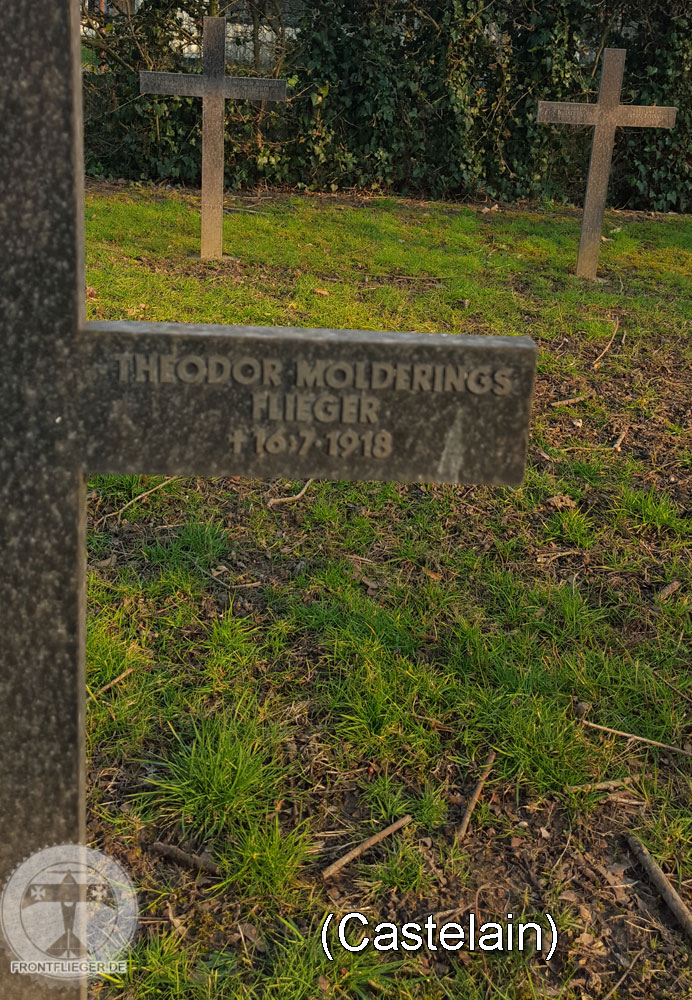 THEODOR MOLDERINGS
FLIEGER
† 16·7·1918
FRONTFLIEGER.DE
(Castelain)